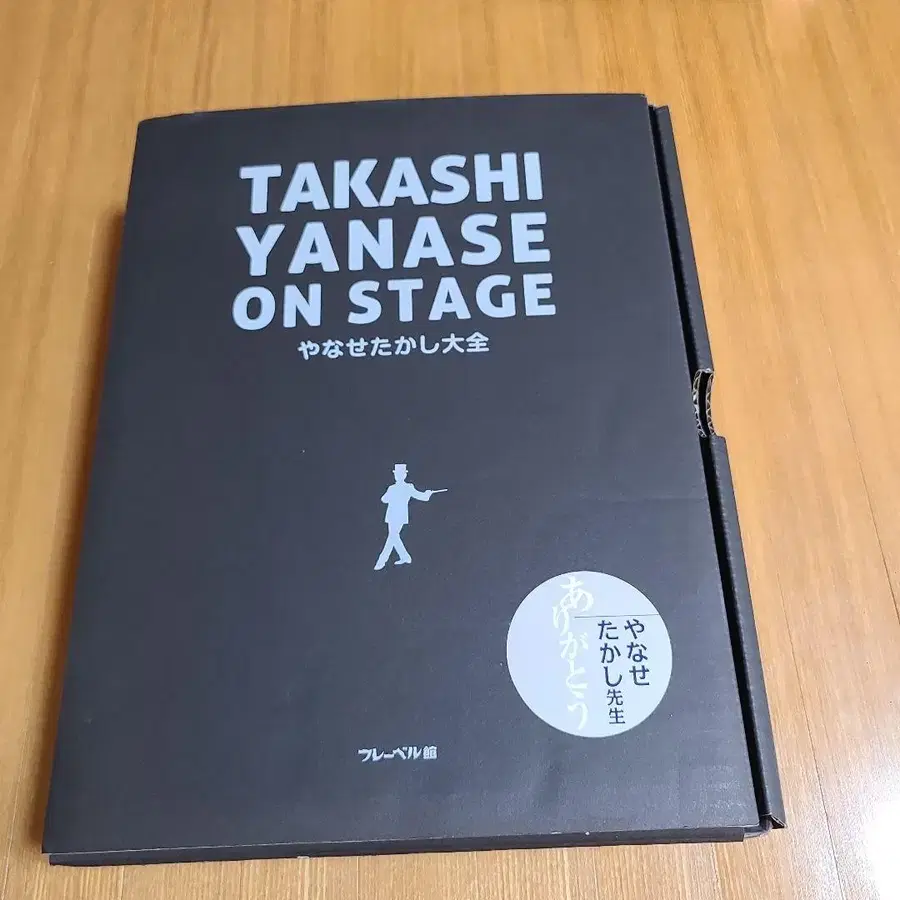 TAKASHI
YANASE
ON STAGE
やなせたかし大全
やなせ
たかし先生
ありがとう
フレーベル館